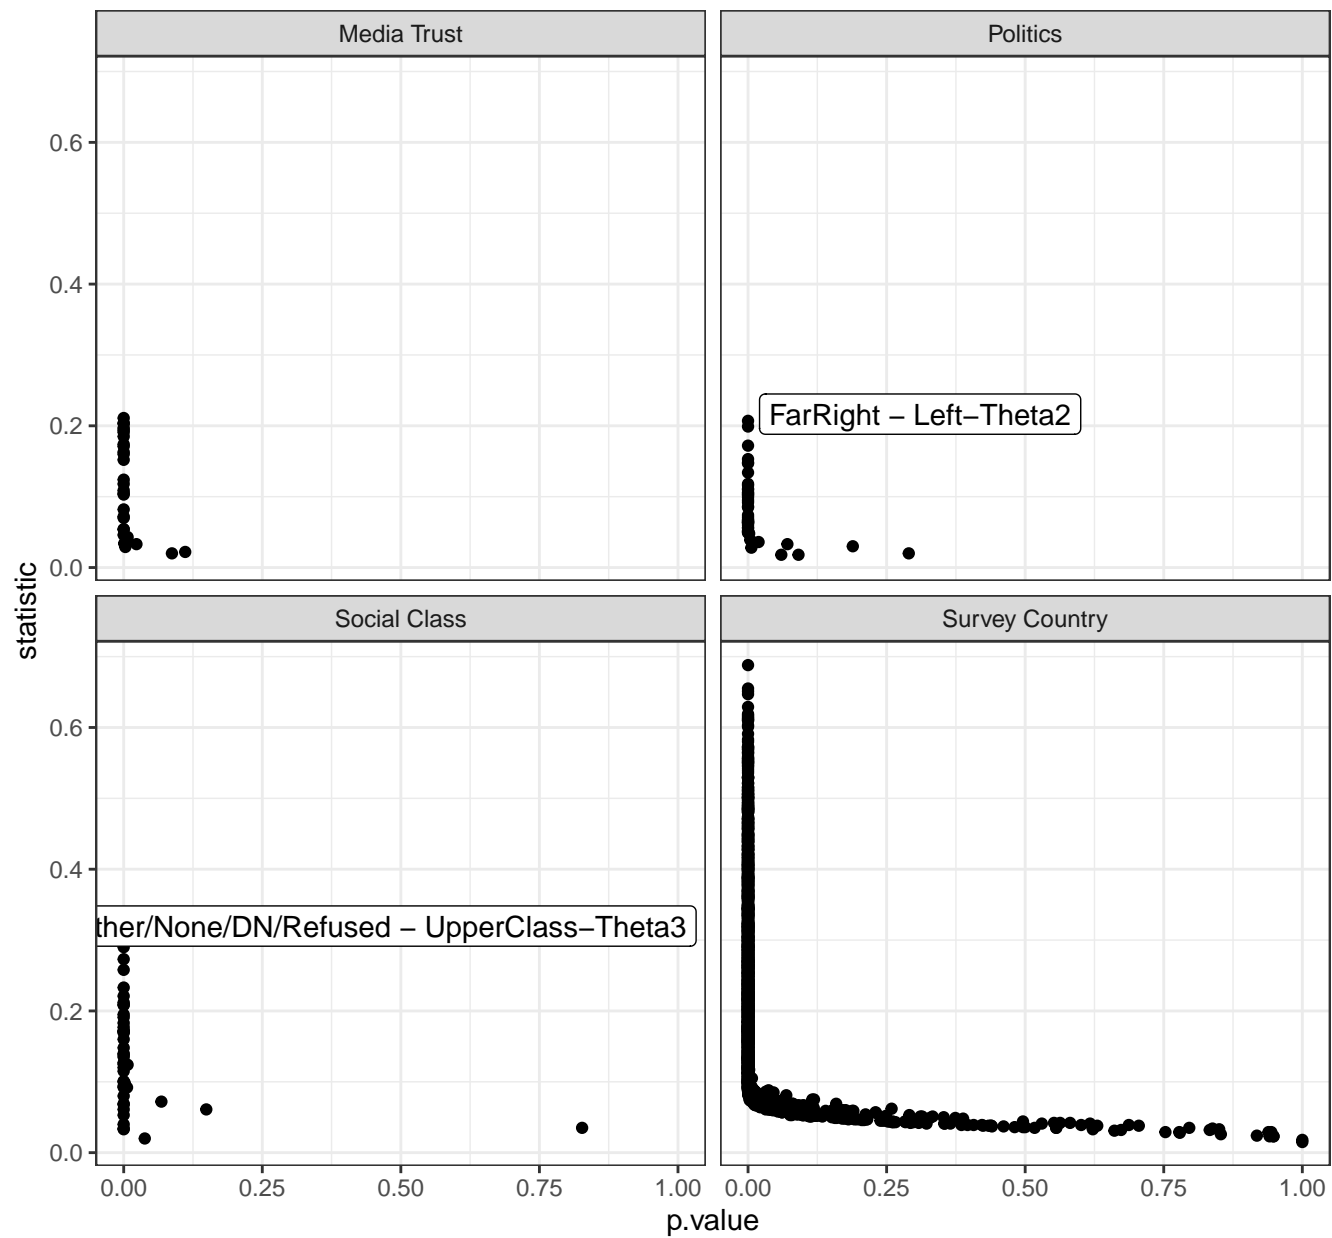 Media Trust
Politics
0.6
0.4
0.2
0.0
FarRight − Left−Theta2
statistic
Social Class
Survey Country
0.6
0.4
0.2
0.0
ther/None/DN/Refused − UpperClass−Theta3
0.00 0.25 0.50 0.75 1.00
0.00 0.25 0.50 0.75 1.00
p.value